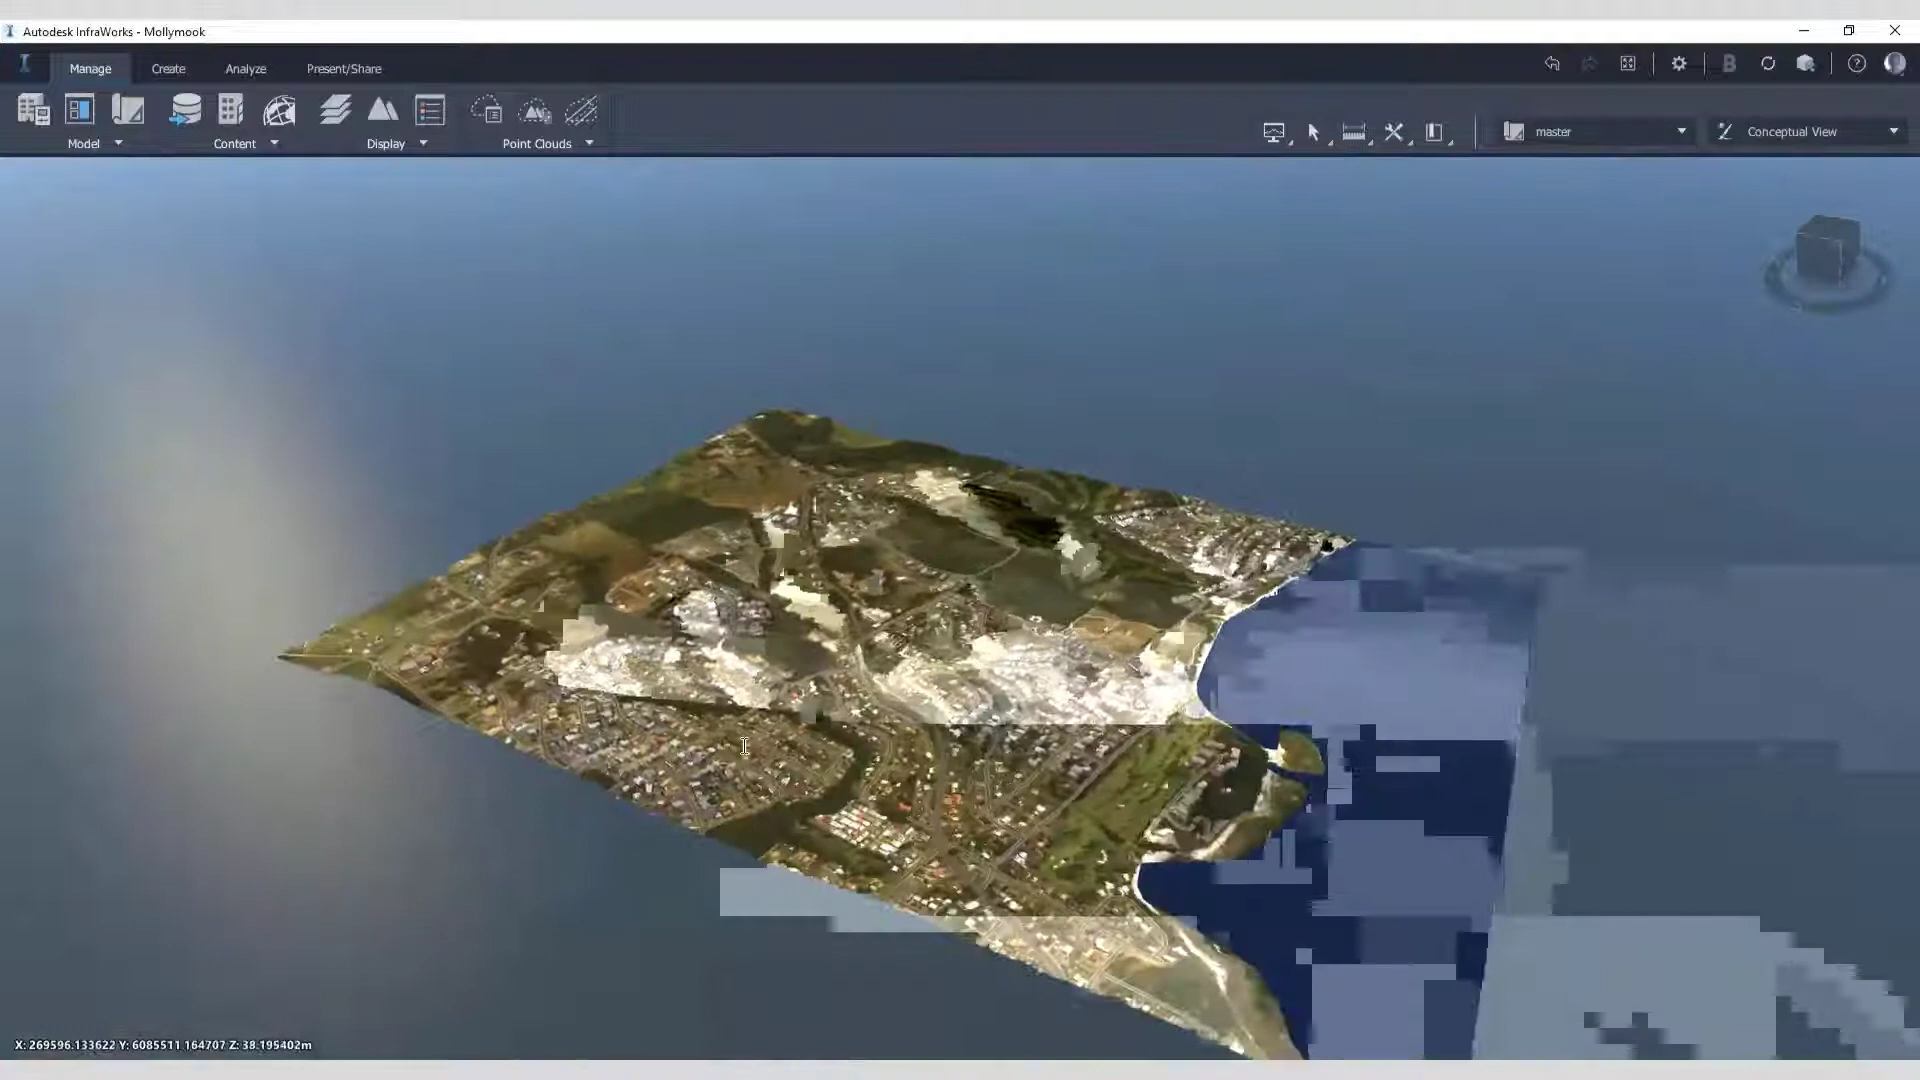 Autodesk InfraWorks - Mollymook
Manage Create Analyze Present/Share
Model Content Display Point Clouds
master Conceptual View
X: 269596.133622 Y: 6085511 164707 Z: 38.195402m